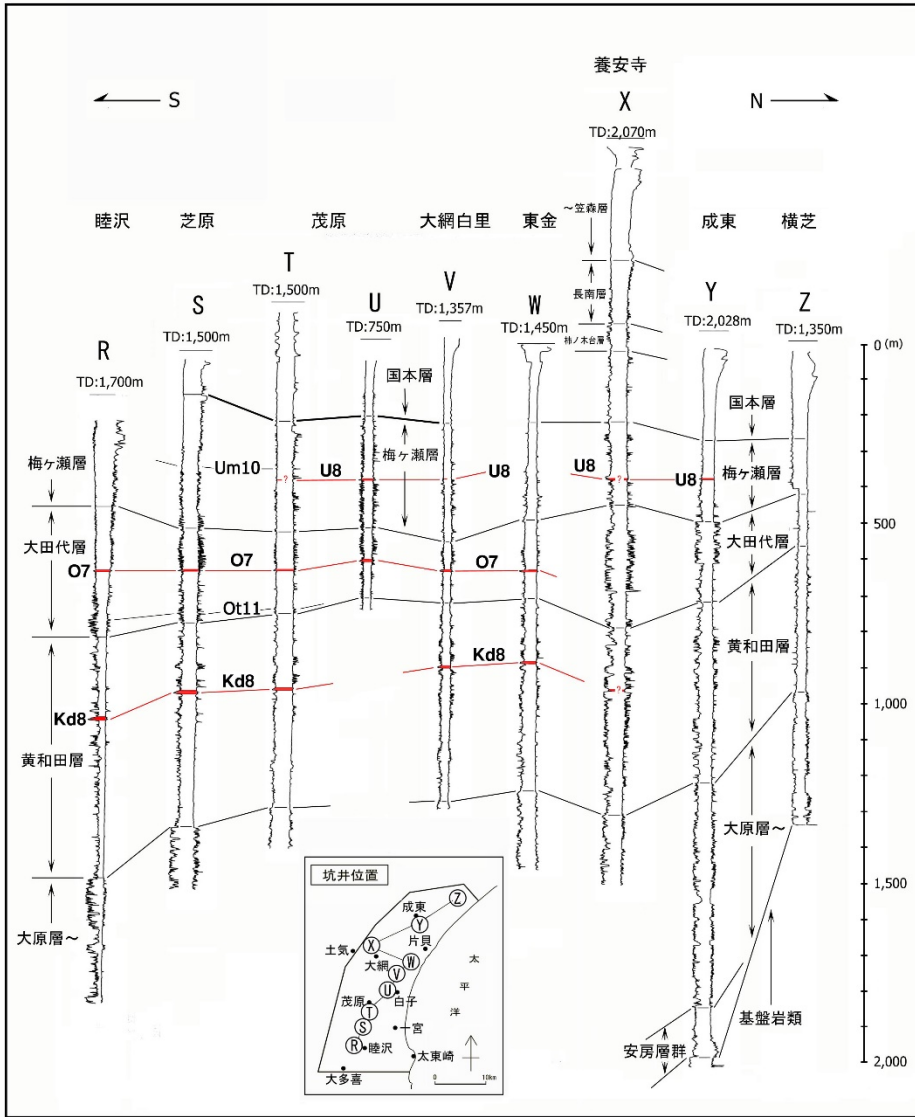 養安寺
S
X
N
TD:2,070m
睦沢
芝原
茂原
大網白里
東金
成東
横芝
～笠森層
T
TD:1,500m
長南層
S
TD:1,500m
U
TD:750m
V
TD:1,357m
W
TD:1,450m
柿ノ木台層
Y
TD:2,028m
Z
TD:1,350m
R
TD:1,700m
0 (m)
国本層
国本層
梅ヶ瀬層
Um10
?
U8
梅ヶ瀬層
U8
U8
?
U8
梅ヶ瀬層
500
大田代層
大田代層
O7
O7
O7
Ot11
黄和田層
Kd8
Kd8
Kd8
?
1,000
黄和田層
大原層～
大原層～
1,500
基盤岩類
安房層群
2,000
坑井位置
成東
Z
Y
土気
X
片貝
大網
W
太平洋
V
U
茂原
白子
T
S
一宮
R
睦沢
太東崎
大多喜
0
10km